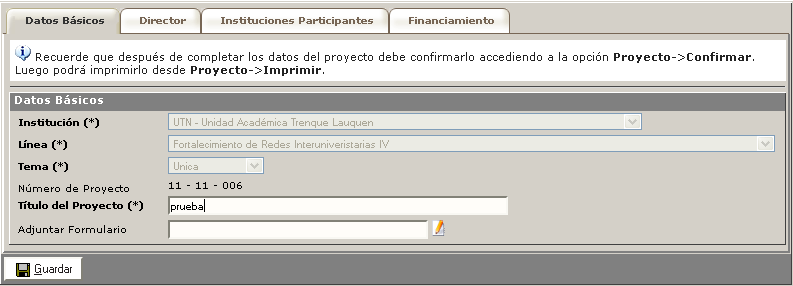 Datos Básicos
Director
Instituciones Participantes
Financiamiento
Recuerde que después de completar los datos del proyecto debe confirmarlo accediendo a la opción Proyecto->Confirmar.
Luego podrá imprimirlo desde Proyecto->Imprimir.
Datos Básicos
Institución (*) UTN - Unidad Académica Trenque Lauquen
Línea (*) Fortalecimiento de Redes Interuniveristarias IV
Tema (*) Unica
Número de Proyecto 11 - 11 - 006
Título del Proyecto (*) prueba
Adjuntar Formulario
Guardar